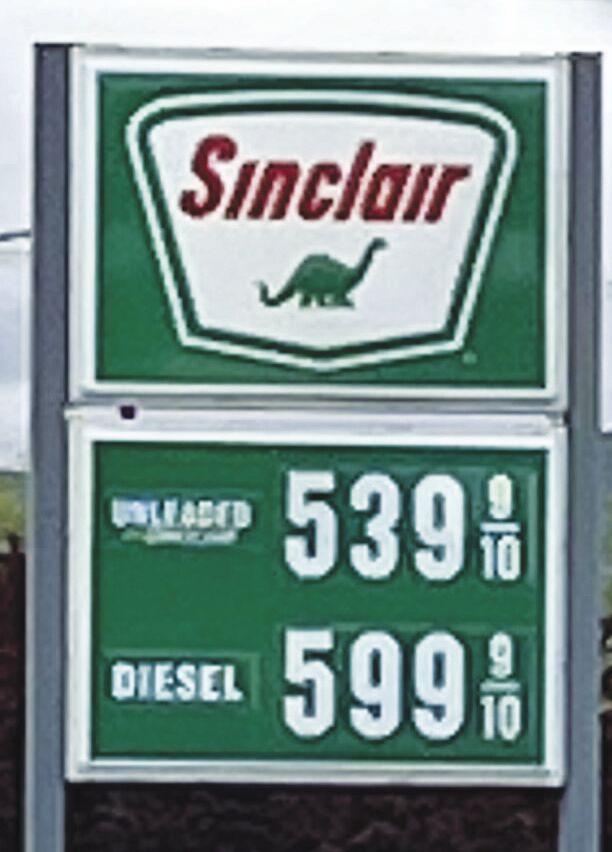 Sinclair
UNLEADED 539 9/10
DIESEL 599 9/10